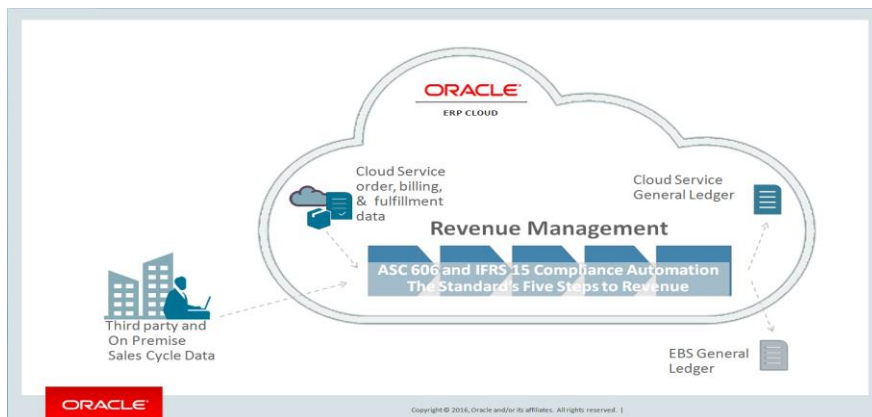 ORACLE®
ERP CLOUD
Cloud Service
order, billing,
& fulfillment
data
Cloud Service
General Ledger
Revenue Management
ASC 606 and IFRS 15 Compliance Automation
The Standard's Five Steps to Revenue
Third party and
On Premise
Sales Cycle Data
EBS General
Ledger
ORACLE®
Copyright © 2016, Oracle and/or its affiliates. All rights reserved. |